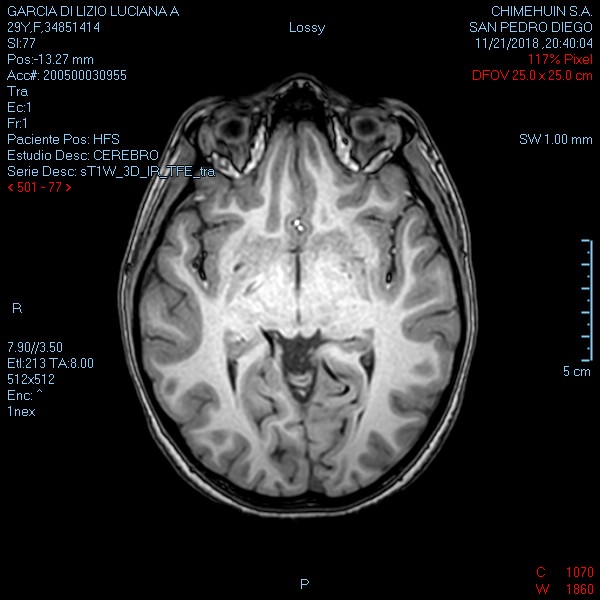 GARCIA DI LIZIO LUCIANA A
29Y,F,34851414
Sl:77
Pos:-13.27 mm
Acc#: 200500030955
Tra
Ec:1
Fr:1
Paciente Pos: HFS
Estudio Desc: CEREBRO
Serie Desc: sT1W_3D_IR_TFE_tra
< 501 - 77 >
Lossy
CHIMEHUIN S.A.
SAN PEDRO DIEGO
11/21/2018 ,20:40:04
117% Pixel
DFOV 25.0 x 25.0 cm
SW 1.00 mm
R
5 cm
7.90//3.50
Etl:213 TA:8.00
512x512
Enc: ^
1nex
P
C 1070
W 1860